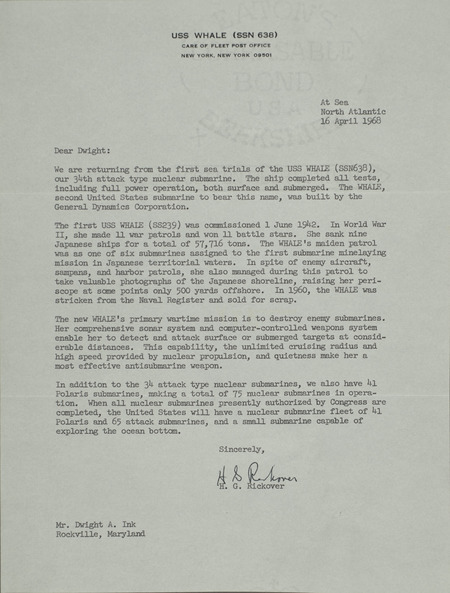 USS WHALE (SSN 638)
CARE OF FLEET POST OFFICE
NEW YORK, NEW YORK 09501
At Sea
North Atlantic
16 April 1968
Dear Dwight:
We are returning from the first sea trials of the USS WHALE (SSN638),
our 34th attack type nuclear submarine. The ship completed all tests,
including full power operation, both surface and submerged. The WHALE,
second United States submarine to bear this name, was built by the
General Dynamics Corporation.
The first USS WHALE (SS239) was commissioned 1 June 1942. In World War
II, she made 11 war patrols and won 11 battle stars. She sank nine
Japanese ships for a total of 57,716 tons. The WHALE's maiden patrol
was as one of six submarines assigned to the first submarine minelaying
mission in Japanese territorial waters. In spite of enemy aircraft,
sampans, and harbor patrols, she also managed during this patrol to
take valuable photographs of the Japanese shoreline, raising her peri-
scope at some points only 500 yards offshore. In 1960, the WHALE was
stricken from the Naval Register and sold for scrap.
The new WHALE's primary wartime mission is to destroy enemy submarines.
Her comprehensive sonar system and computer-controlled weapons system
enable her to detect and attack surface or submerged targets at consid-
erable distances. This capability, the unlimited cruising radius and
high speed provided by nuclear propulsion, and quietness make her a
most effective antisubmarine weapon.
In addition to the 34 attack type nuclear submarines, we also have 41
Polaris submarines, making a total of 75 nuclear submarines in opera-
tion. When all nuclear submarines presently authorized by Congress are
completed, the United States will have a nuclear submarine fleet of 41
Polaris and 65 attack submarines, and a small submarine capable of
exploring the ocean bottom.
Sincerely,
H G Rickover
H. G. Rickover
Mr. Dwight A. Ink
Rockville, Maryland